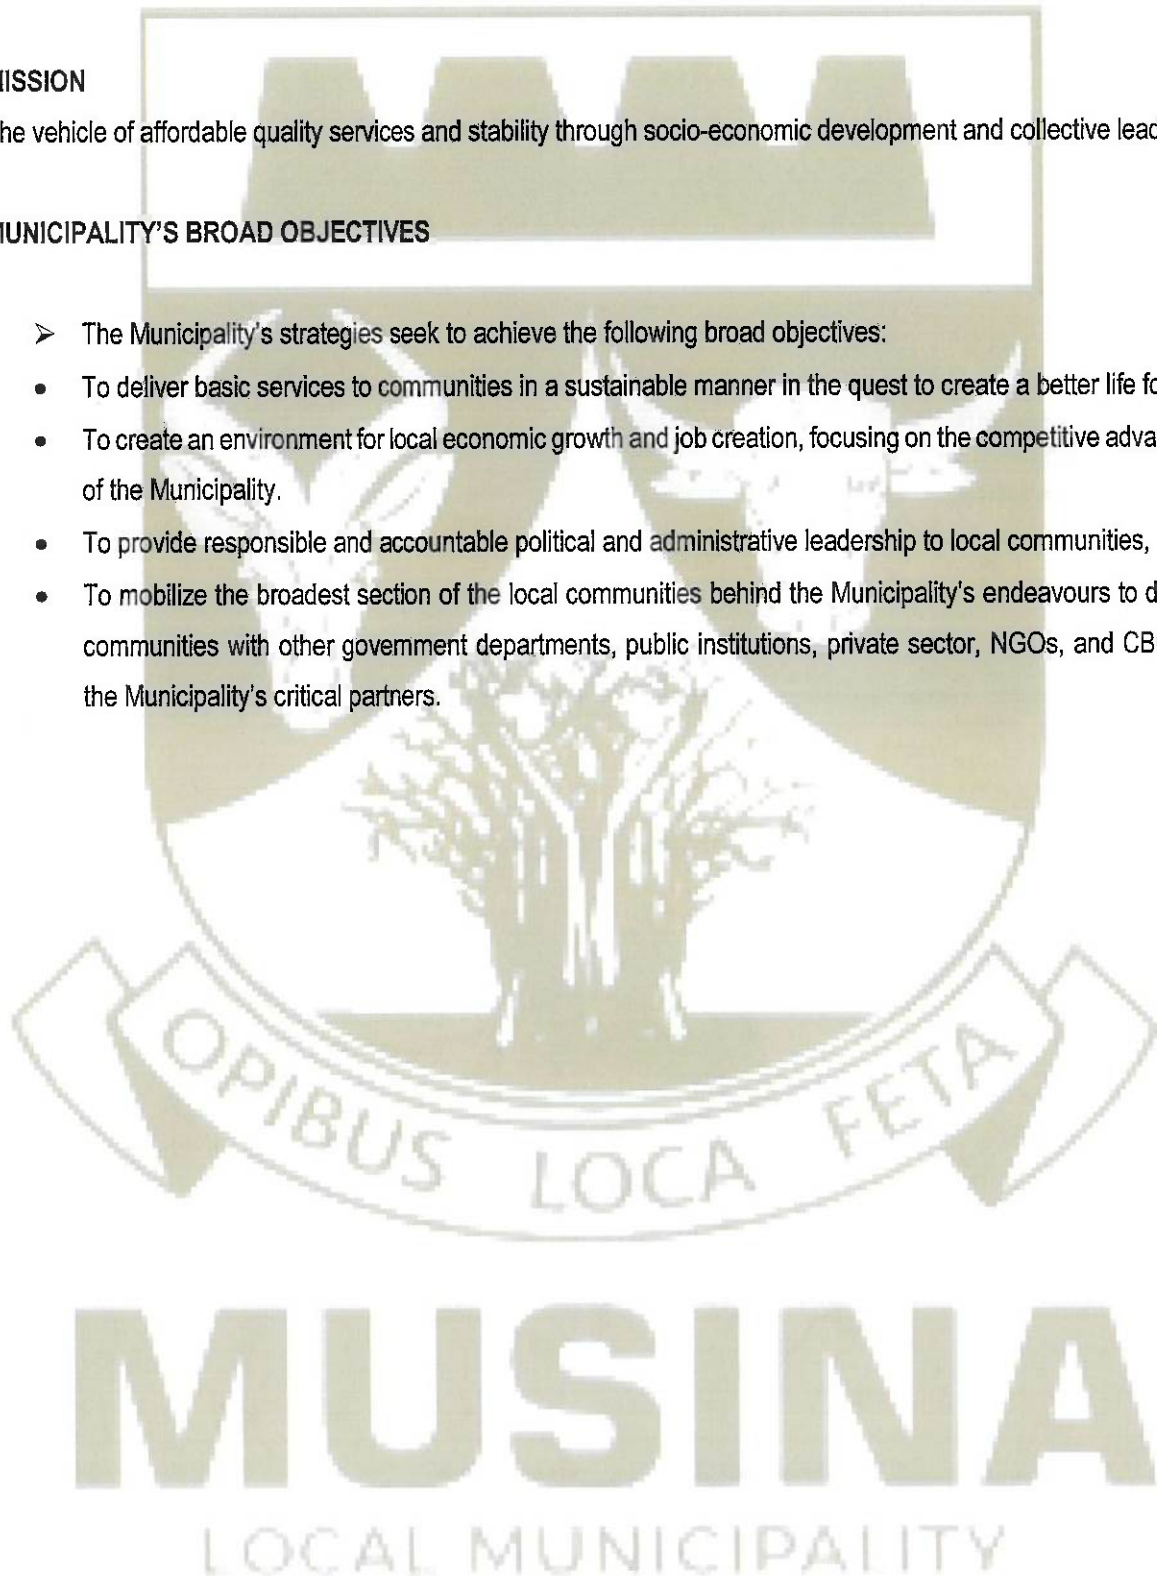 IISSION
he vehicle of affordable quality services and stability through socio-economic development and collective lead
IUNICIPALITY'S BROAD OBJECTIVES
➢ The Municipality's strategies seek to achieve the following broad objectives:
• To deliver basic services to communities in a sustainable manner in the quest to create a better life fo
• To create an environment for local economic growth and job creation, focusing on the competitive adva
of the Municipality.
• To provide responsible and accountable political and administrative leadership to local communities,
• To mobilize the broadest section of the local communities behind the Municipality's endeavours to d
communities with other government departments, public institutions, private sector, NGOs, and CB
the Municipality's critical partners.
OPIBUS LOCA FETA
MUSINA
LOCAL MUNICIPALITY